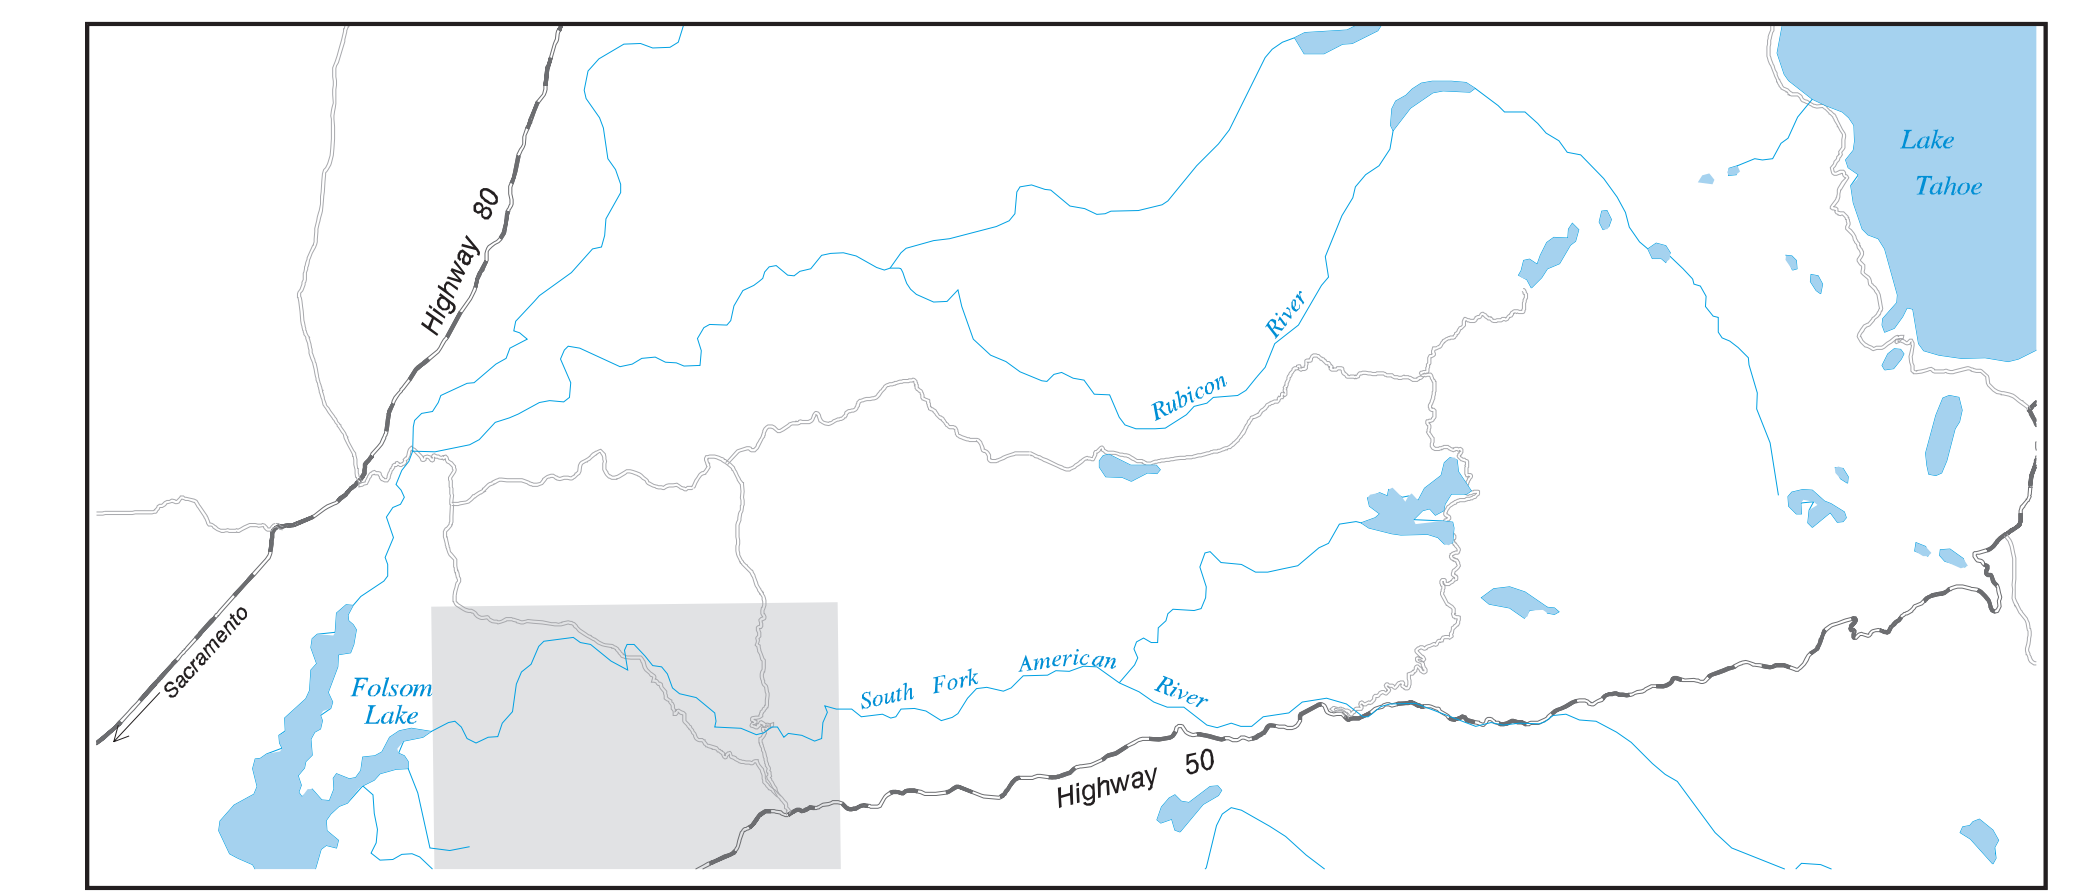 Lake
Tahoe
Highway 80
Rubicon River
Sacramento
Folsom
Lake
South Fork American River
Highway 50